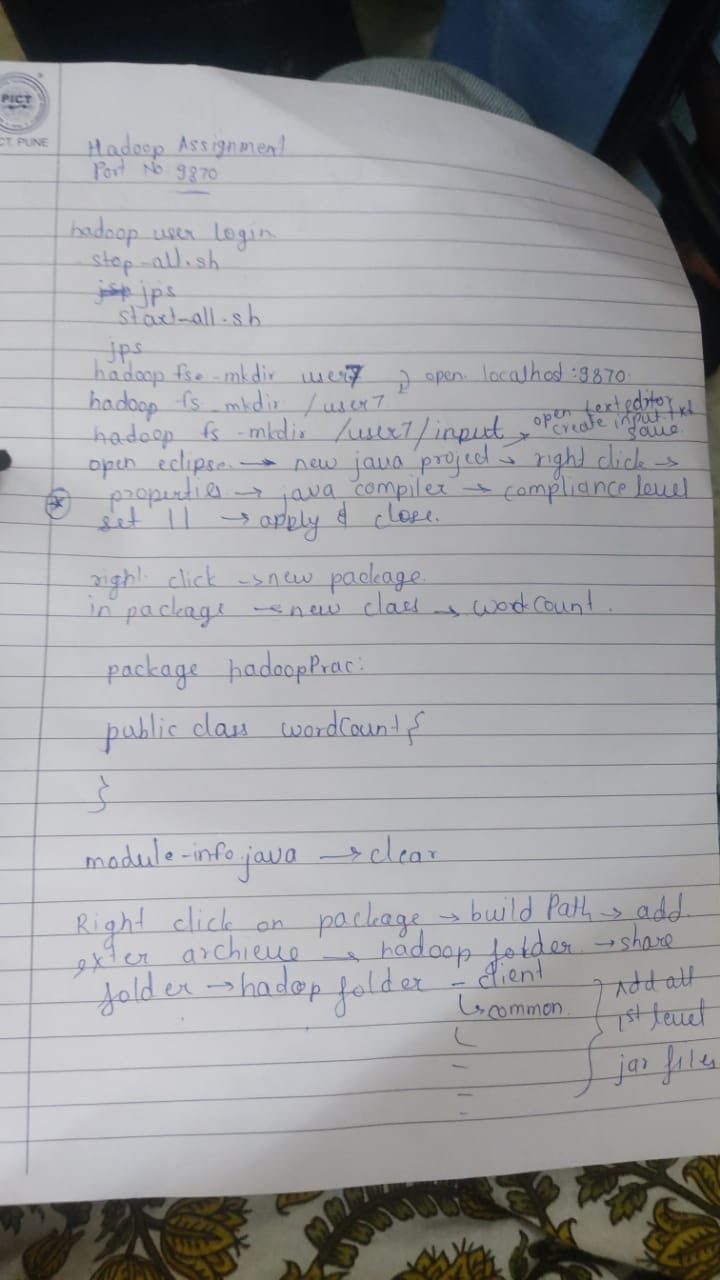 PICT
CT, PUNE
Hadoop Assignment
Port No 9870
hadoop user login
stop-all.sh
jps
start-all.sh
jps
hadoop fs -mkdir user7 open localhost:9870
hadoop fs -mkdir /user7
hadoop fs -mkdir /user7/input → open text editor create input.txt save
open eclipse → new java project → right click →
properties → java compiler → compliance level
set 11 → apply & close.
right click → new package
in package → new class → wordCount.
package hadoopPrac;
public class wordCount {
}
module-info.java → clear
Right click on package → build Path → add
exter archieve → hadoop folder → share
folder → hadop folder - client
↳ common
Add all
1st level
jar files